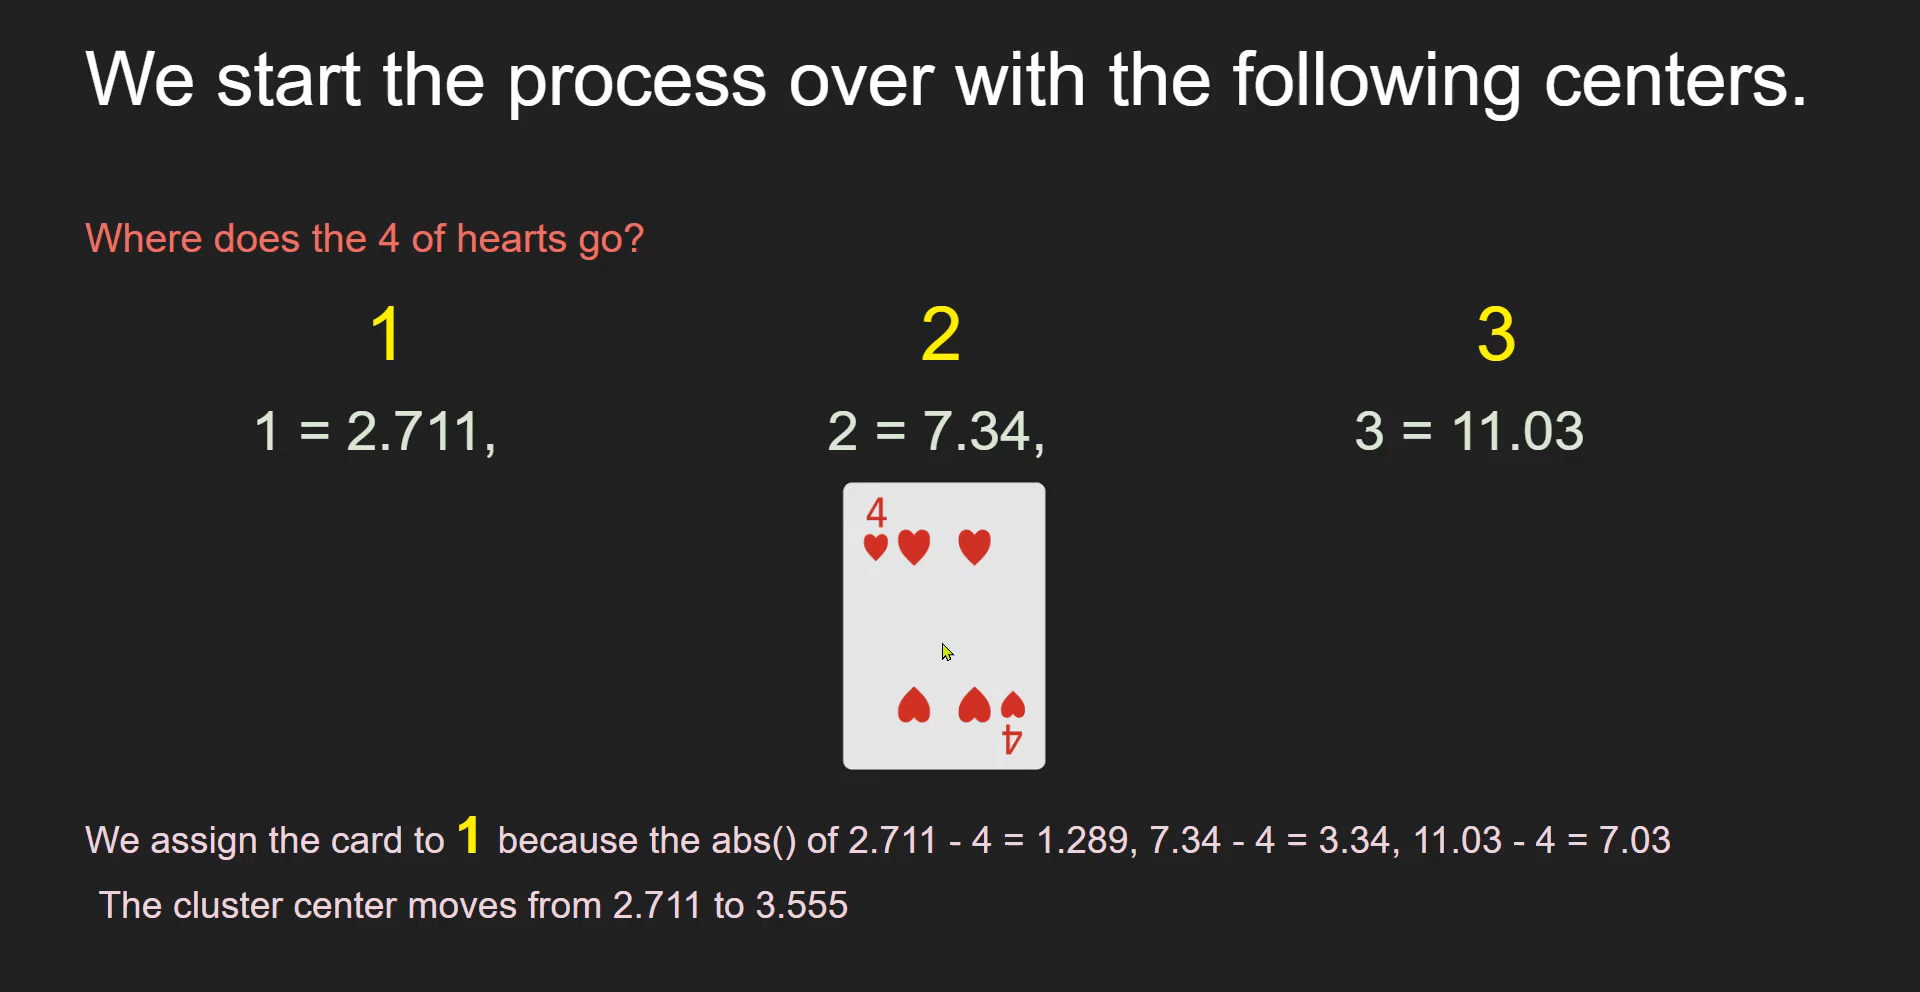 We start the process over with the following centers.
Where does the 4 of hearts go?
1 2 3
1 = 2.711, 2 = 7.34, 3 = 11.03
4
4
We assign the card to 1 because the abs() of 2.711 - 4 = 1.289, 7.34 - 4 = 3.34, 11.03 - 4 = 7.03
The cluster center moves from 2.711 to 3.555